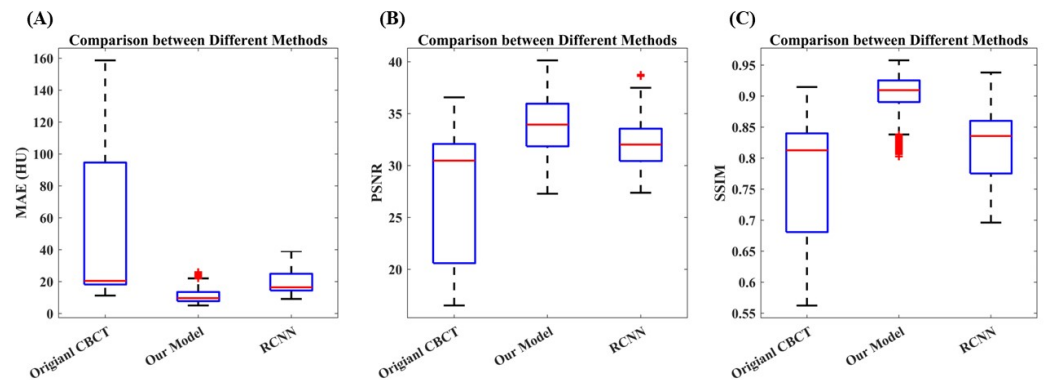 (A)
Comparison between Different Methods
MAE (HU)
160
140
120
100
80
60
40
20
0
Origianl CBCT
Our Model
RCNN
(B)
Comparison between Different Methods
PSNR
40
35
30
25
20
Origianl CBCT
Our Model
RCNN
(C)
Comparison between Different Methods
SSIM
0.95
0.9
0.85
0.8
0.75
0.7
0.65
0.6
0.55
Origianl CBCT
Our Model
RCNN